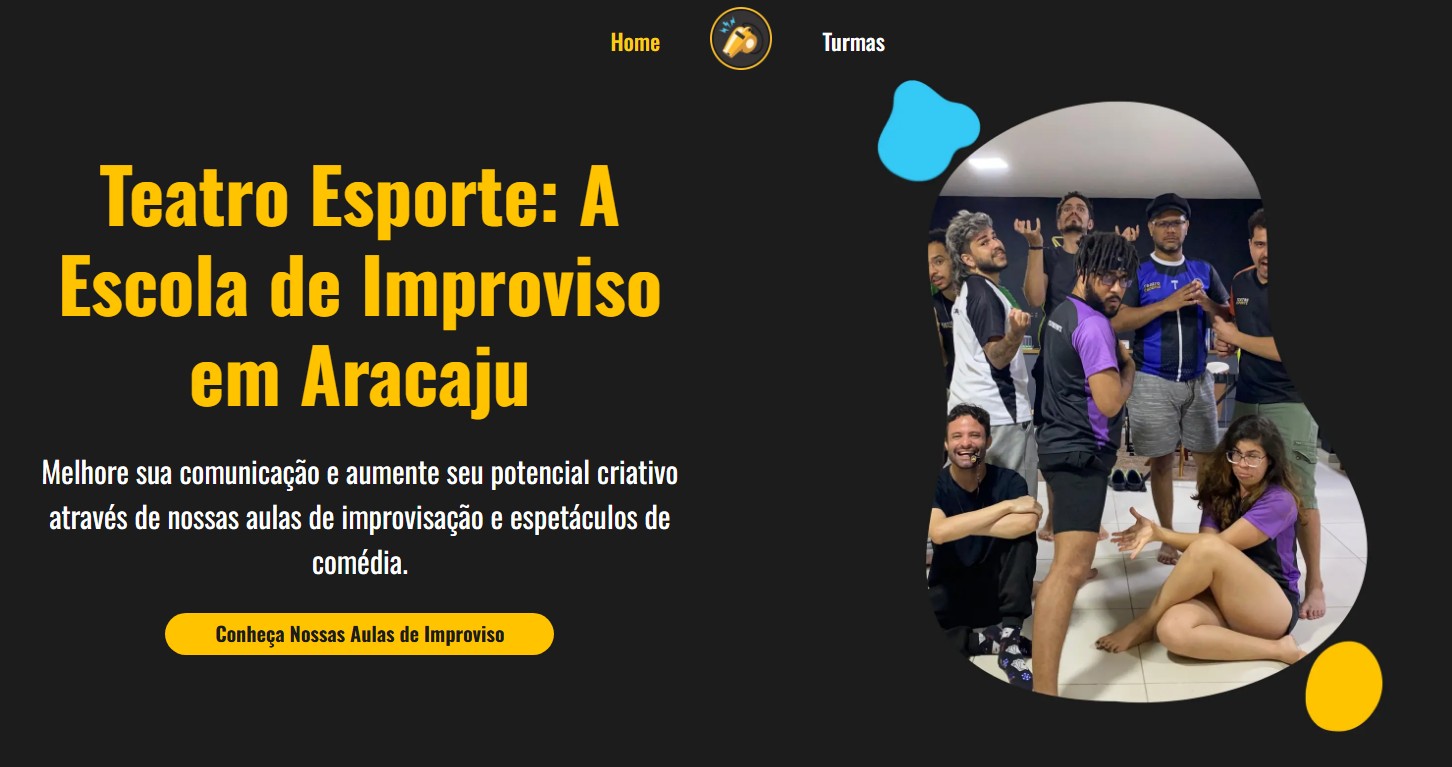 Home
Turmas
Teatro Esporte: A
Escola de Improviso
em Aracaju
Melhore sua comunicação e aumente seu potencial criativo
através de nossas aulas de improvisação e espetáculos de
comédia.
Conheça Nossas Aulas de Improviso